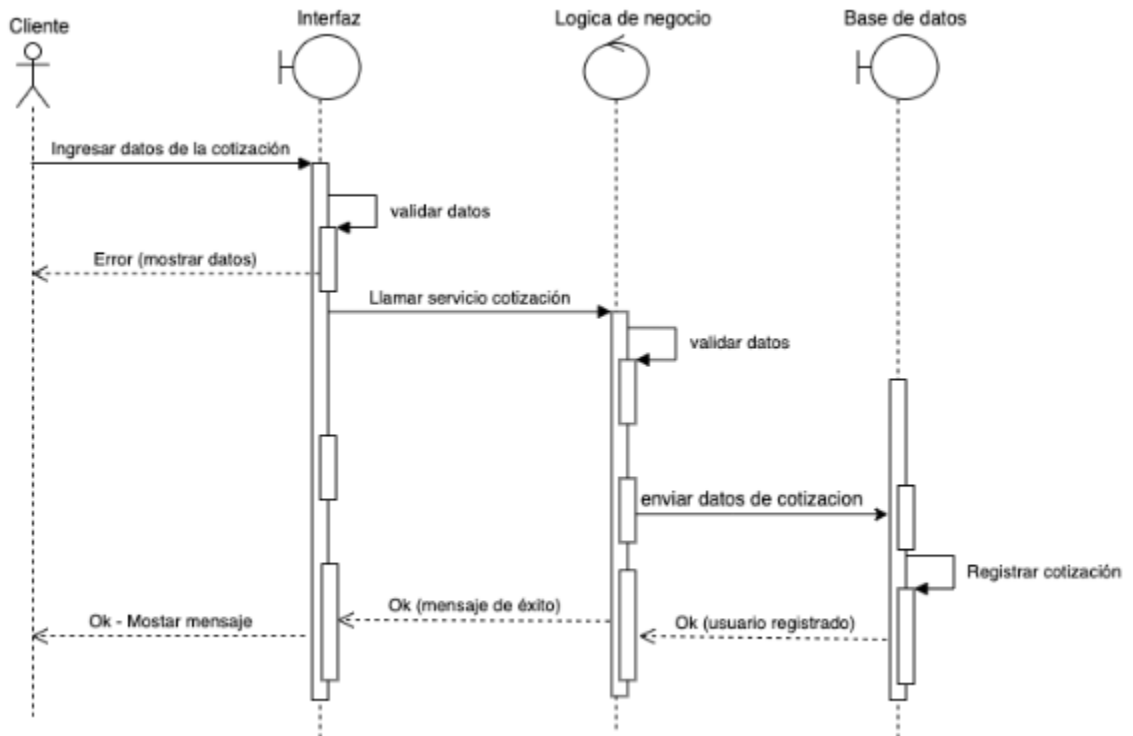 Cliente
Interfaz
Logica de negocio
Base de datos
Ingresar datos de la cotización
validar datos
Error (mostrar datos)
Llamar servicio cotización
validar datos
enviar datos de cotizacion
Registrar cotización
Ok (mensaje de éxito)
Ok - Mostar mensaje
Ok (usuario registrado)